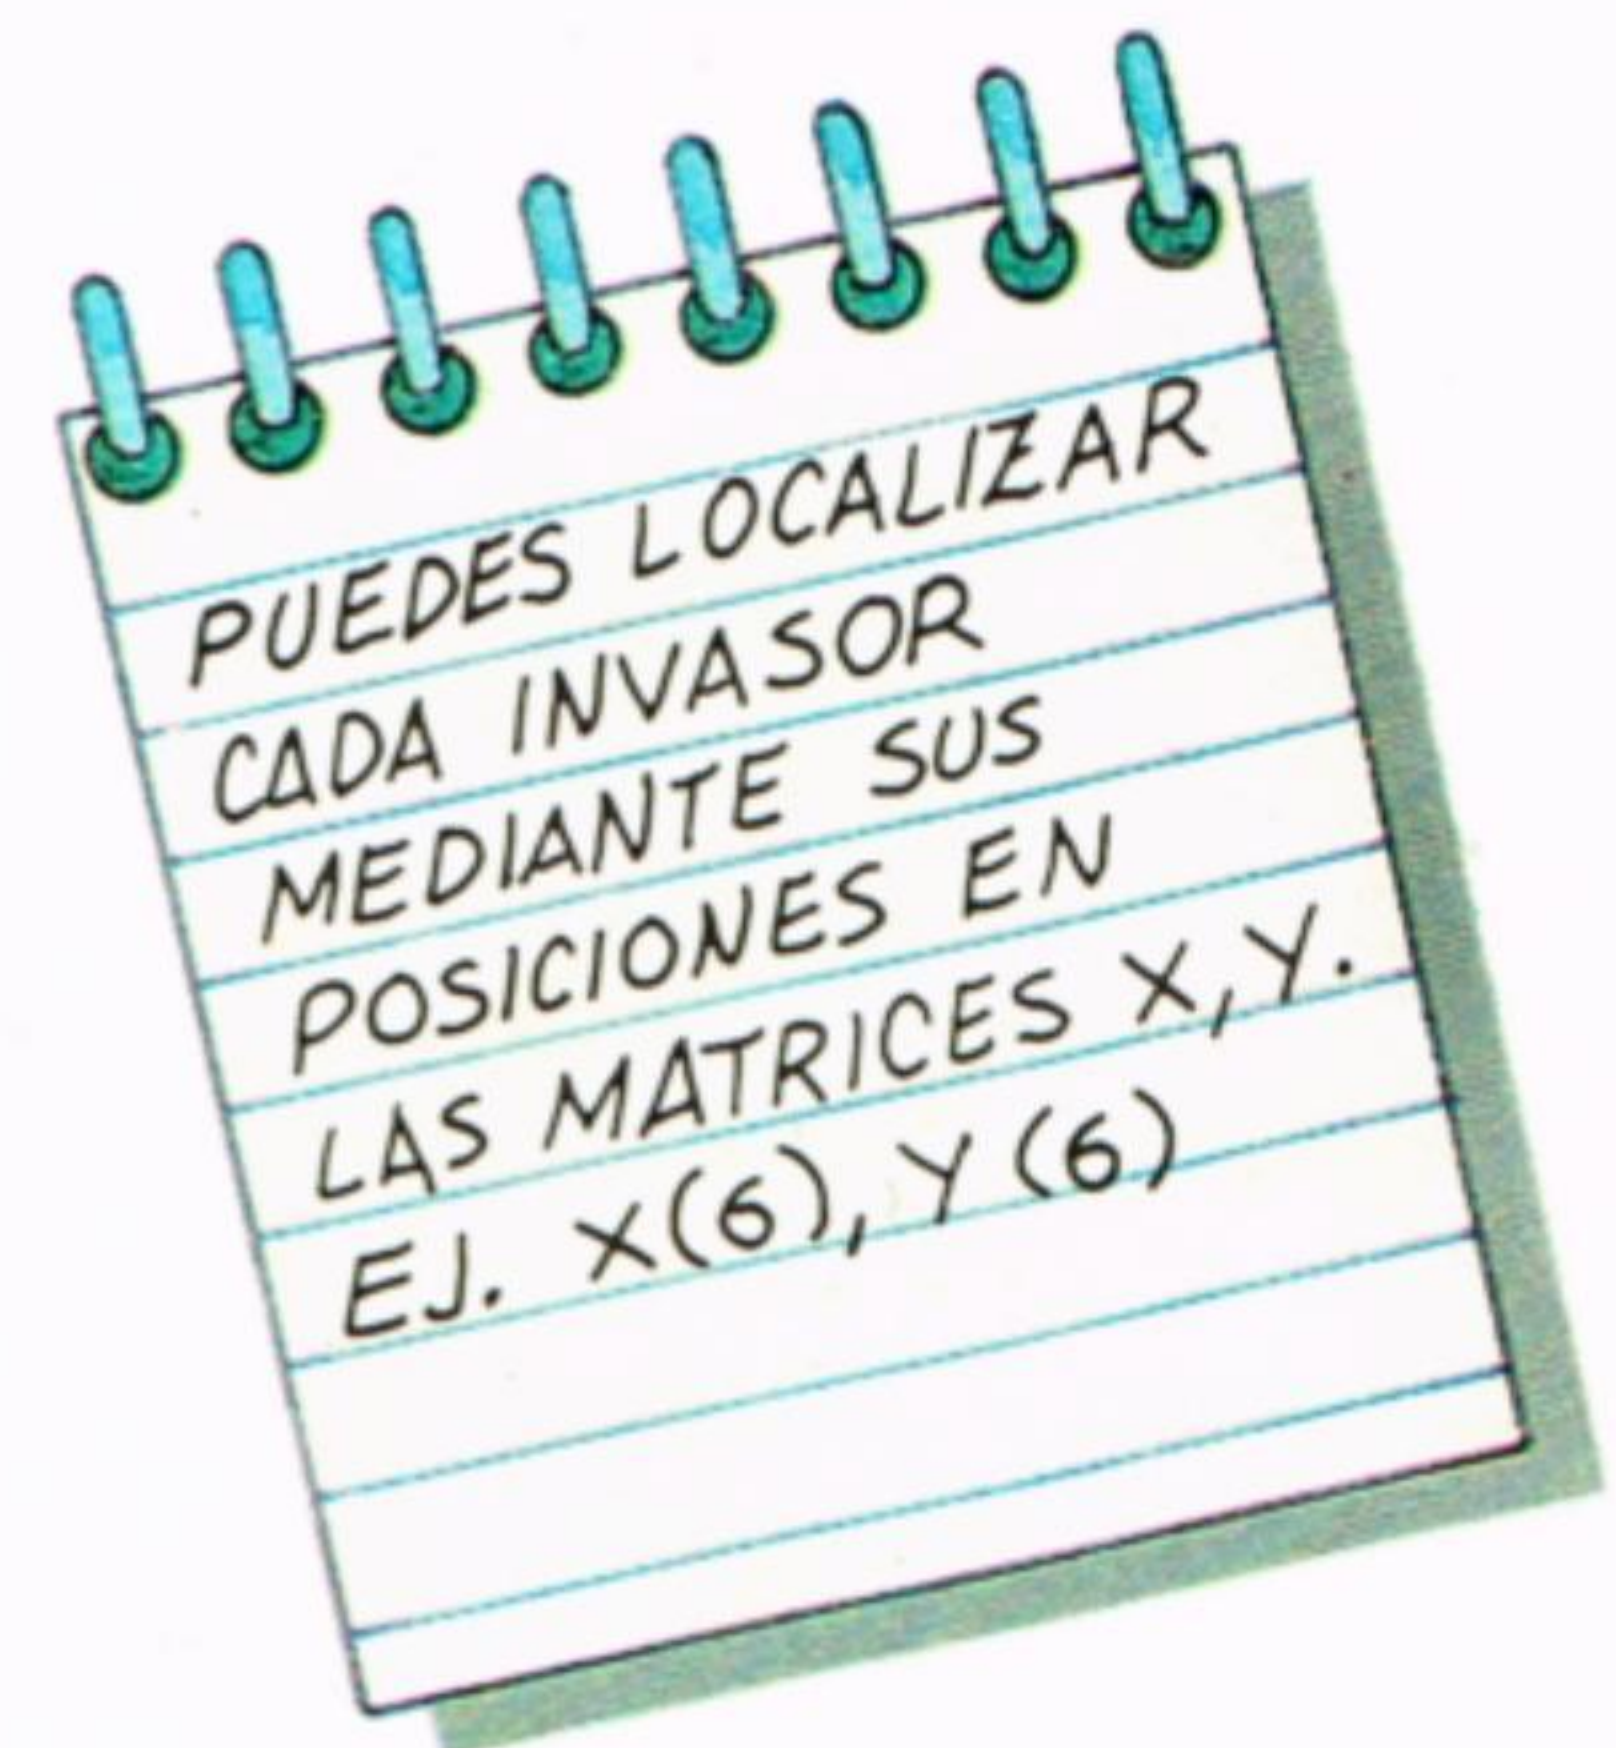 PUEDES LOCALIZAR
CADA INVASOR
MEDIANTE SUS
POSICIONES EN
LAS MATRICES X, Y.
EJ. X(6), Y (6)